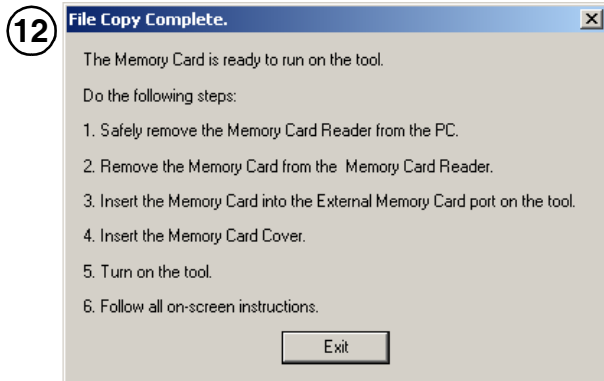 12
File Copy Complete.
The Memory Card is ready to run on the tool.
Do the following steps:
1. Safely remove the Memory Card Reader from the PC.
2. Remove the Memory Card from the  Memory Card Reader.
3. Insert the Memory Card into the External Memory Card port on the tool.
4. Insert the Memory Card Cover.
5. Turn on the tool.
6. Follow all on-screen instructions.
Exit